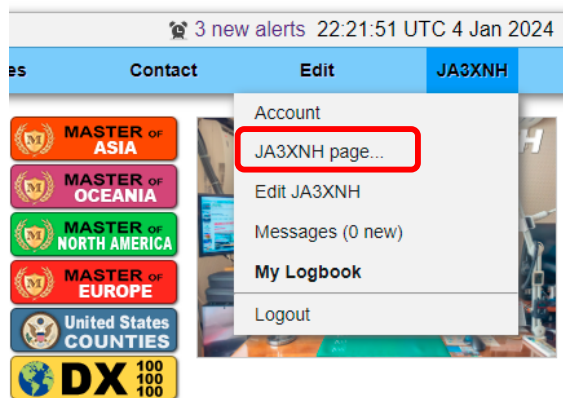 3 new alerts 22:21:51 UTC 4 Jan 2024
es Contact Edit JA3XNH
Account
JA3XNH page...
Edit JA3XNH
Messages (0 new)
My Logbook
Logout
MASTER OF
ASIA
MASTER OF
OCEANIA
MASTER OF
NORTH AMERICA
MASTER OF
EUROPE
United States
COUNTIES
DX 100
100
100
H